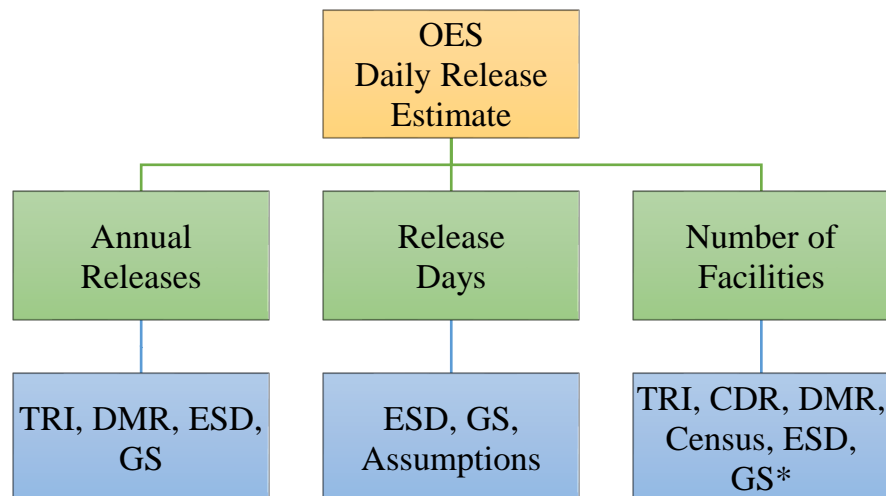 OES
Daily Release
Estimate
Annual
Releases
Release
Days
Number of
Facilities
TRI, DMR, ESD,
GS
ESD, GS,
Assumptions
TRI, CDR, DMR,
Census, ESD,
GS*